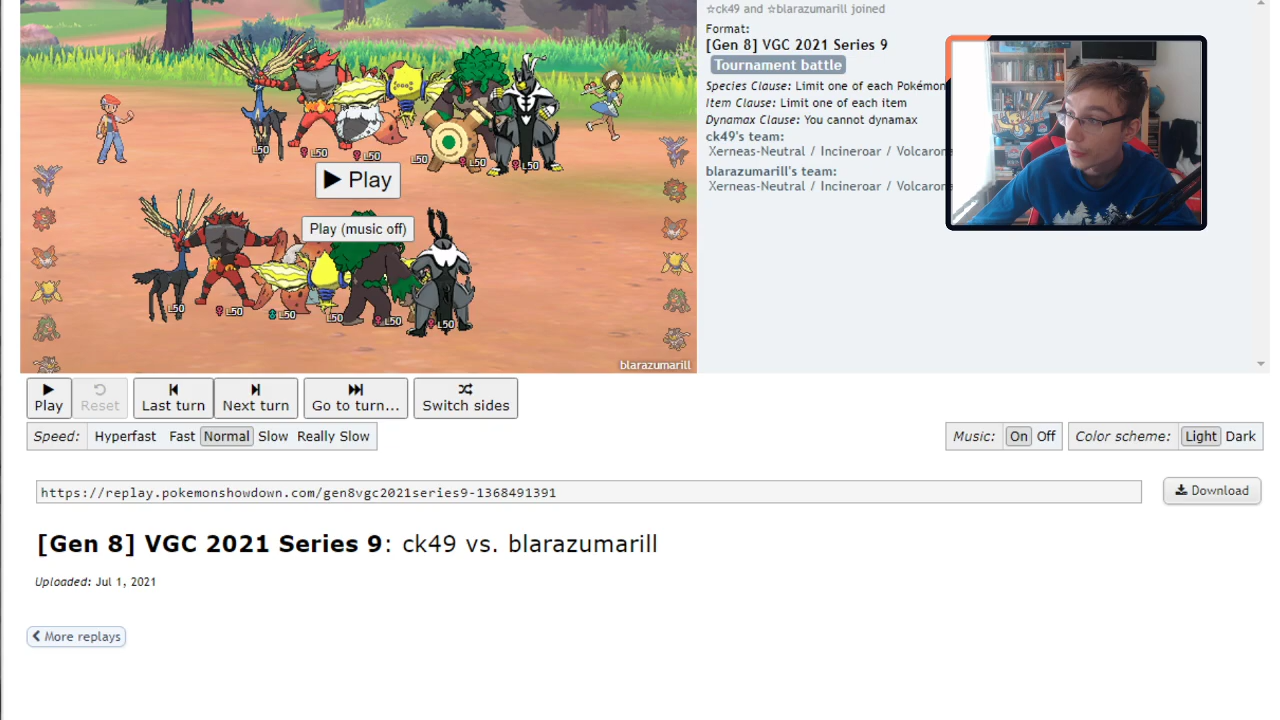 ☆ck49 and ☆blarazumarill joined
Format:
[Gen 8] VGC 2021 Series 9
Tournament battle
Species Clause: Limit one of each Pokémon
Item Clause: Limit one of each item
Dynamax Clause: You cannot dynamax
ck49's team:
Xerneas-Neutral / Incineroar / Volcarona
blarazumarill's team:
Xerneas-Neutral / Incineroar / Volcarona
L50 L50 L50 L50 L50 L50
Play
Play (music off)
L50 L50 L50 L50 L50 L50
blarazumarill
Play Reset Last turn Next turn Go to turn... Switch sides
Speed: Hyperfast Fast Normal Slow Really Slow
Music: On Off Color scheme: Light Dark
https://replay.pokemonshowdown.com/gen8vgc2021series9-1368491391
Download
[Gen 8] VGC 2021 Series 9: ck49 vs. blarazumarill
Uploaded: Jul 1, 2021
More replays